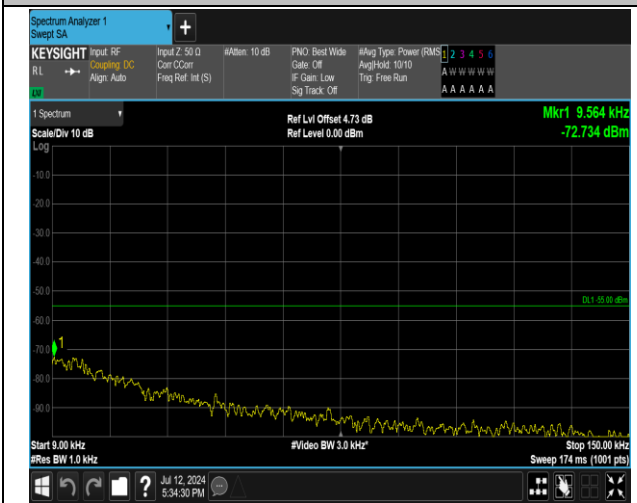 Spectrum Analyzer 1
Swept SA
+
KEYSIGHT Input: RF Input Z: 50 Ω #Atten: 10 dB PNO: Best Wide #Avg Type: Power (RMS 1 2 3 4 5 6
RL Coupling: DC Corr CCorr Gate: Off Avg|Hold: 10/10 A W W W W W
Align: Auto Freq Ref: Int (S) IF Gain: Low Trig: Free Run
Sig Track: Off A A A A A A
1 Spectrum
Ref Lvl Offset 4.73 dB Mkr1 9.564 kHz
Scale/Div 10 dB Ref Level 0.00 dBm -72.734 dBm
Log
-10.0
-20.0
-30.0
-40.0
-50.0
DL1 -55.00 dBm
-60.0
1
-70.0
-80.0
-90.0
Start 9.00 kHz #Video BW 3.0 kHz* Stop 150.00 kHz
#Res BW 1.0 kHz Sweep 174 ms (1001 pts)
? Jul 12, 2024
5:34:30 PM